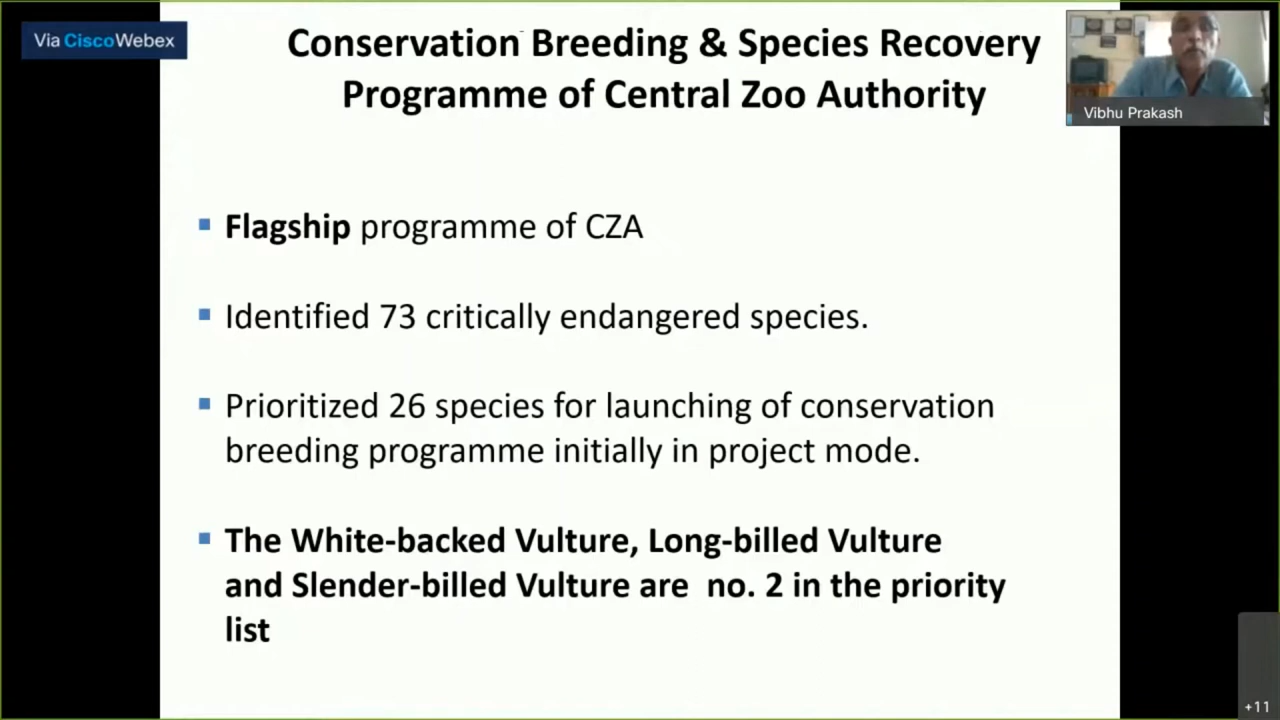 Via CiscoWebex
Conservation Breeding & Species Recovery
Programme of Central Zoo Authority
Vibhu Prakash
▪ Flagship programme of CZA
▪ Identified 73 critically endangered species.
▪ Prioritized 26 species for launching of conservation
breeding programme initially in project mode.
▪ The White-backed Vulture, Long-billed Vulture
and Slender-billed Vulture are no. 2 in the priority
list
+11